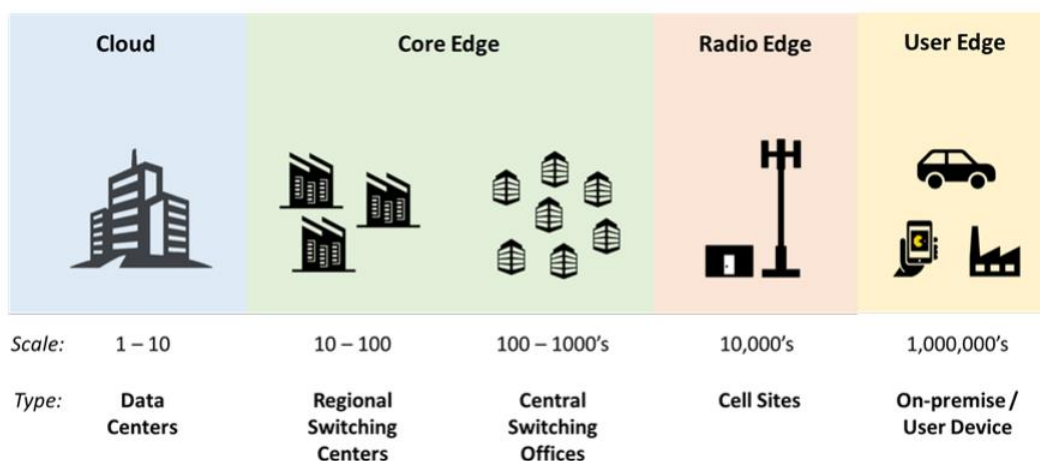 Cloud
Core Edge
Radio Edge
User Edge
Scale: 1 – 10 10 – 100 100 – 1000's 10,000's 1,000,000's
Type: Data Regional Central Cell Sites On-premise /
Centers Switching Switching User Device
Centers Offices